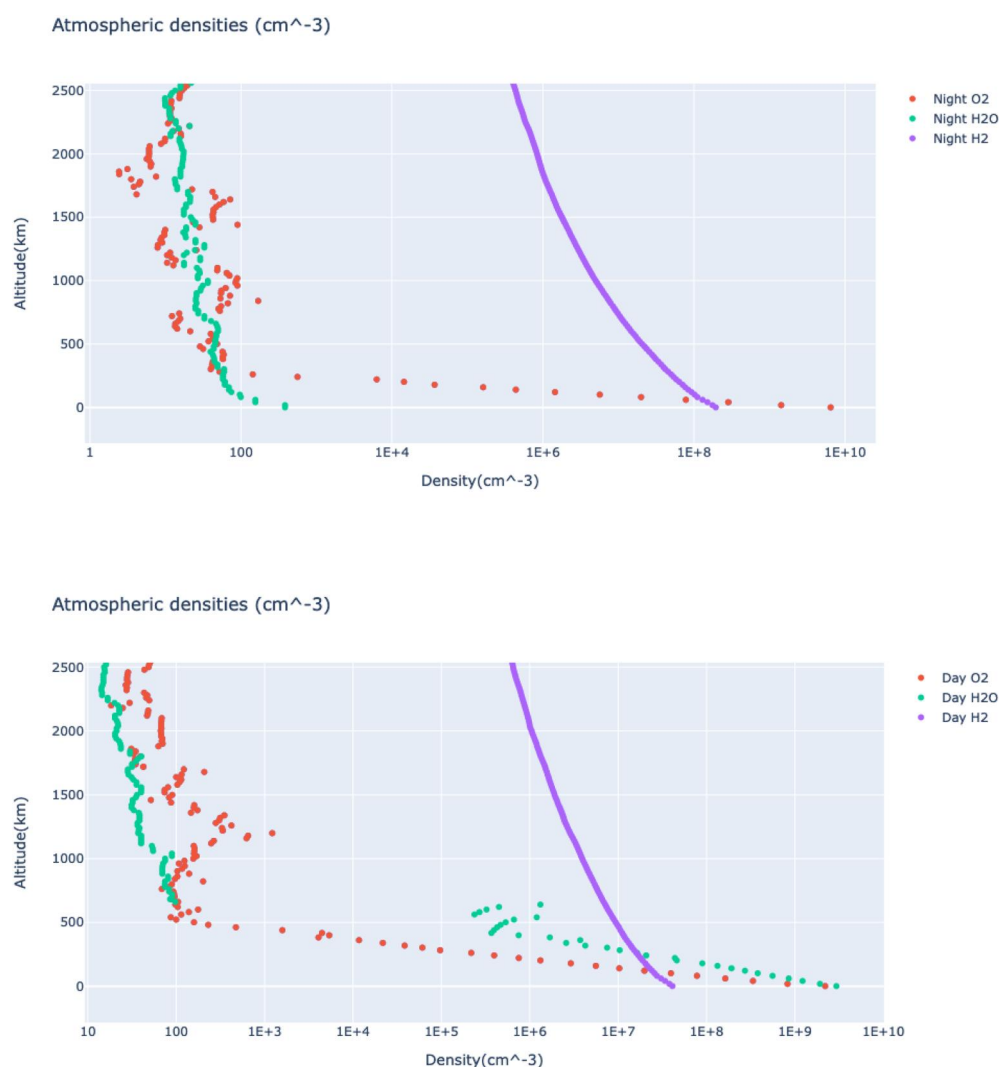 Atmospheric densities (cm^-3)
2500
2000
1500
1000
500
0
Altitude(km)
1
100
1E+4
1E+6
1E+8
1E+10
Density(cm^-3)
Night O2
Night H2O
Night H2
Atmospheric densities (cm^-3)
2500
2000
1500
1000
500
0
Altitude(km)
10
100
1E+3
1E+4
1E+5
1E+6
1E+7
1E+8
1E+9
1E+10
Density(cm^-3)
Day O2
Day H2O
Day H2